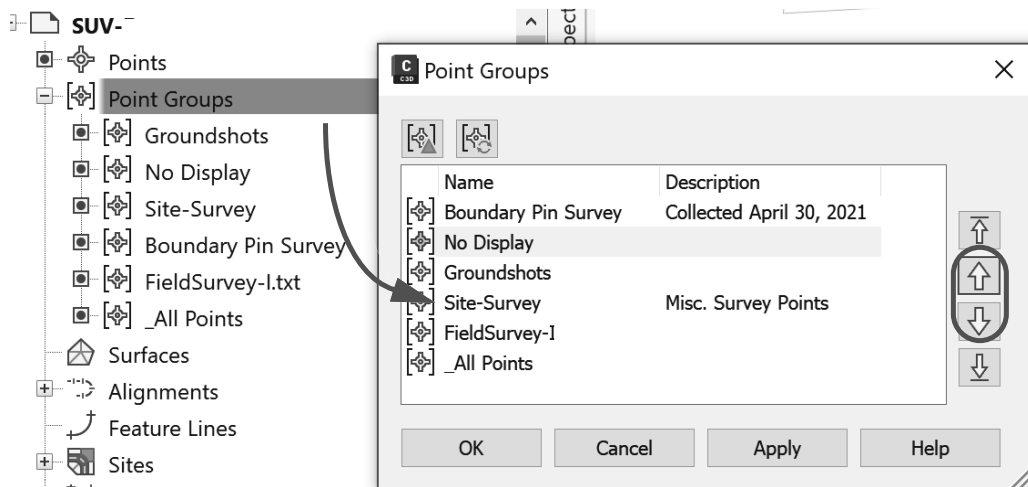 SUV-
Points
Point Groups
Groundshots
No Display
Site-Survey
Boundary Pin Survey
FieldSurvey-I.txt
_All Points
Surfaces
Alignments
Feature Lines
Sites
pect
C
C3D
Point Groups
Name Description
Boundary Pin Survey Collected April 30, 2021
No Display
Groundshots
Site-Survey Misc. Survey Points
FieldSurvey-I
_All Points
OK Cancel Apply Help